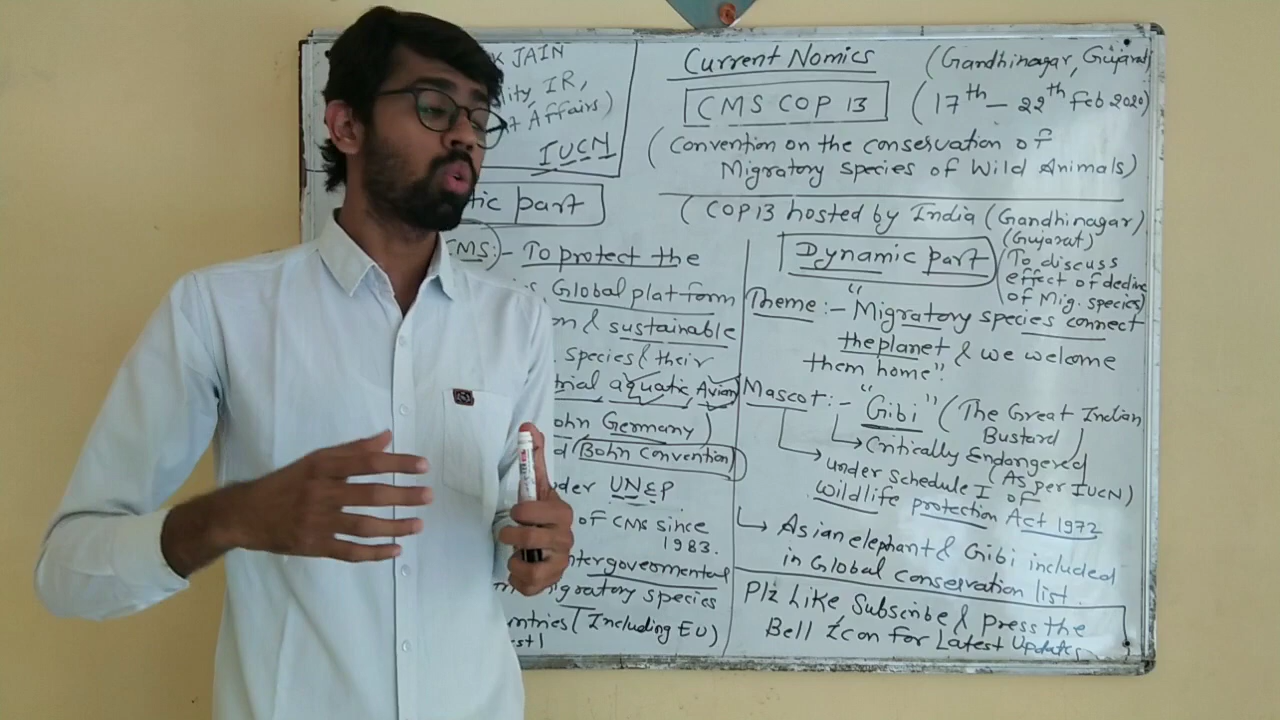 K JAIN
ity, IR,
t Affairs)
IUCN
tic part
CMS:- To protect the
Global platform
on & sustainable
species & their
trial aquatic Avian
ohn Germany)
d (Bohn Convention)
der UNEP
of CMS since
1983.
ntergovermental
migratory species
ntries (Including EU)
est)
Current Nomics
(Gandhinagar, Gujarat)
CMS COP 13
(17th - 22th Feb 2020)
(Convention on the conservation of
Migratory species of Wild Animals)
(COP13 hosted by India (Gandhinagar)
(Gujarat)
Dynamic part
(To discuss
effect of decline
of Mig. species)
Theme:- "Migratory species connect
the planet & we welcome
them home".
Mascot:- "Gibi" (The Great Indian
Bustard)
Critically Endangered
(As per IUCN)
under schedule I of
wildlife protection Act 1972
Asian elephant & Gibi included
in Global conservation list.
Plz Like Subscribe & press the
Bell Icon for Latest Updates